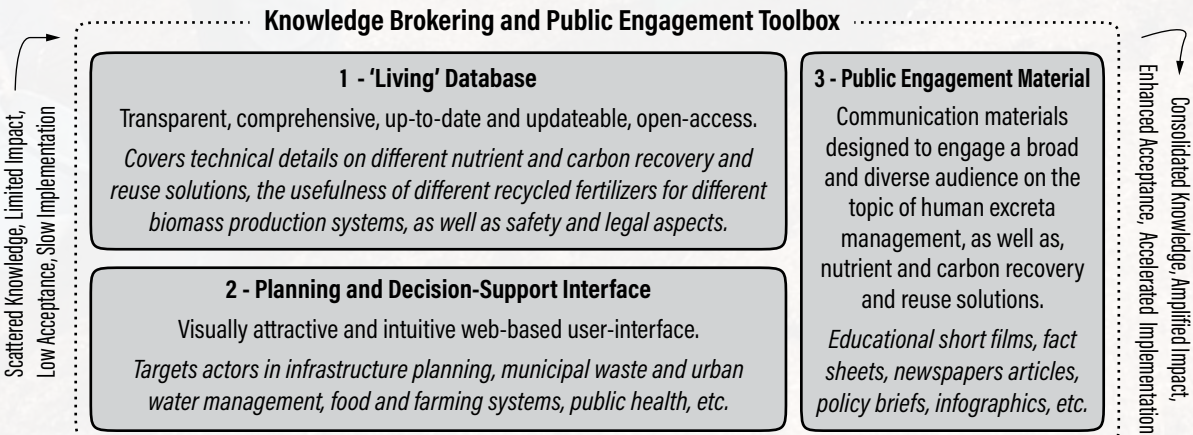 Knowledge Brokering and Public Engagement Toolbox
Scattered Knowledge, Limited Impact,
Low Acceptance, Slow Implementation
1 - 'Living' Database
Transparent, comprehensive, up-to-date and updateable, open-access.
Covers technical details on different nutrient and carbon recovery and
reuse solutions, the usefulness of different recycled fertilizers for different
biomass production systems, as well as safety and legal aspects.
2 - Planning and Decision-Support Interface
Visually attractive and intuitive web-based user-interface.
Targets actors in infrastructure planning, municipal waste and urban
water management, food and farming systems, public health, etc.
3 - Public Engagement Material
Communication materials
designed to engage a broad
and diverse audience on the
topic of human excreta
management, as well as,
nutrient and carbon recovery
and reuse solutions.
Educational short films, fact
sheets, newspapers articles,
policy briefs, infographics, etc.
Consolidated Knowledge, Amplified Impact,
Enhanced Acceptance, Accelerated Implementation